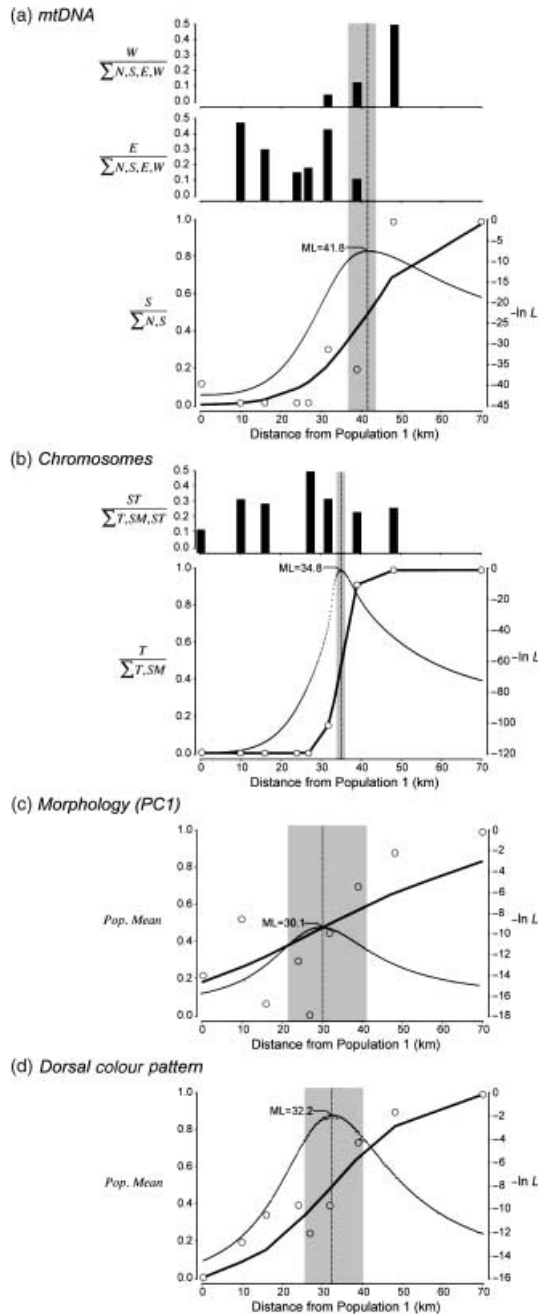 (a) mtDNA
W
∑ N,S,E,W
0.5
0.4
0.3
0.2
0.1
0.0
0 10 20 30 40 50 60 70
E
∑ N,S,E,W
0.5
0.4
0.3
0.2
0.1
0.0
ML=41.8
S
∑ N,S
1.0
0.8
0.6
0.4
0.2
0.0
0
-5
-10
-15
-20
-25
-30
-35
-40
-45
-ln L
0 10 20 30 40 50 60 70
Distance from Population 1 (km)
(b) Chromosomes
ST
∑ T,SM,ST
0.5
0.4
0.3
0.2
0.1
0.0
ML=34.8
T
∑ T,SM
1.0
0.8
0.6
0.4
0.2
0.0
0
-20
-40
-60
-80
-100
-120
-ln L
0 10 20 30 40 50 60 70
Distance from Population 1 (km)
(c) Morphology (PC1)
Pop. Mean
1.0
0.8
0.6
0.4
0.2
0.0
ML=30.1
0
-2
-4
-6
-8
-10
-12
-14
-16
-18
-ln L
0 10 20 30 40 50 60 70
Distance from Population 1 (km)
(d) Dorsal colour pattern
Pop. Mean
1.0
0.8
0.6
0.4
0.2
0.0
ML=32.2
0
-2
-4
-6
-8
-10
-12
-14
-16
-ln L
0 10 20 30 40 50 60 70
Distance from Population 1 (km)